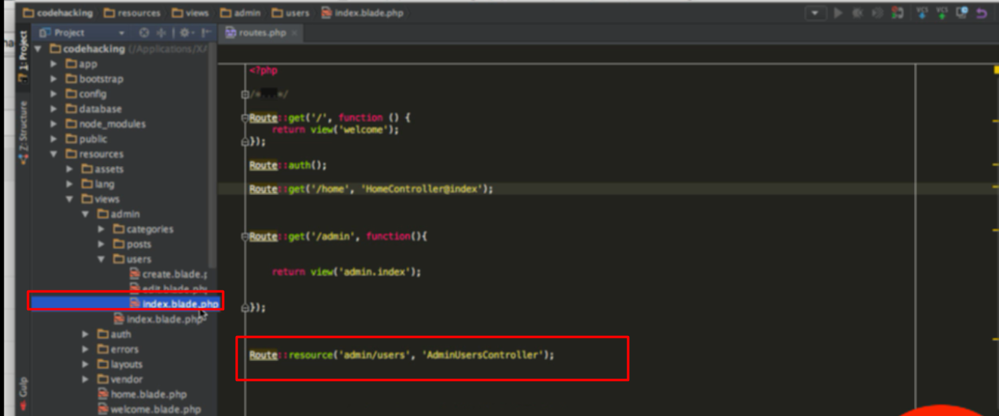 codehacking resources views admin users index.blade.php
Project
routes.php
1: Project
Z: Structure
Gulp
codehacking (/Applications/X/
app
bootstrap
config
database
node_modules
public
resources
assets
lang
views
admin
categories
posts
users
create.blade.p
edit.blade.php
index.blade.php
index.blade.php
auth
errors
layouts
vendor
home.blade.php
welcome.blade.php
<?php
/*...*/
Route::get('/', function () {
return view('welcome');
});
Route::auth();
Route::get('/home', 'HomeController@index');
Route::get('/admin', function(){
return view('admin.index');
});
Route::resource('admin/users', 'AdminUsersController');
VCS VCS